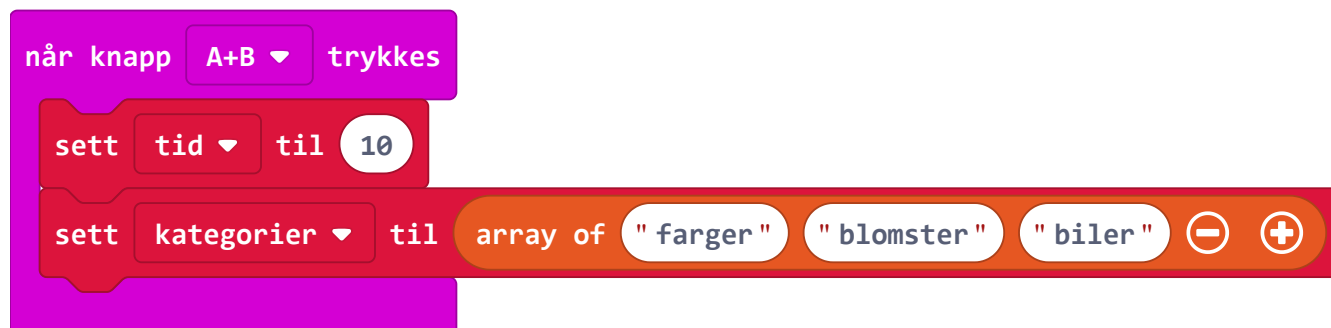 når knapp A+B trykkes
sett tid til 10
sett kategorier til array of "farger" "blomster" "biler"